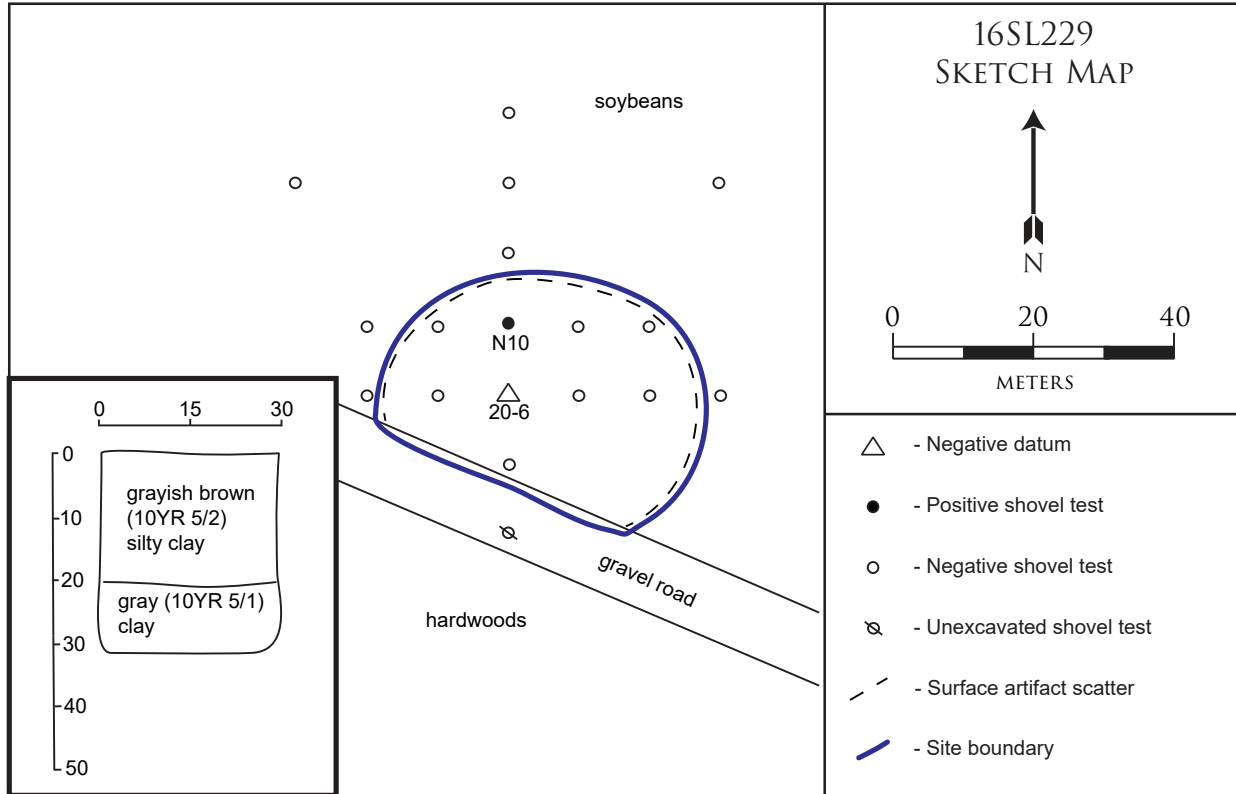 soybeans
N10
20-6
gravel road
hardwoods
0 15 30
0
10
20
30
40
50
grayish brown
(10YR 5/2)
silty clay
gray (10YR 5/1)
clay
16SL229
Sketch Map
N
0 20 40
METERS
- Negative datum
- Positive shovel test
- Negative shovel test
- Unexcavated shovel test
- Surface artifact scatter
- Site boundary